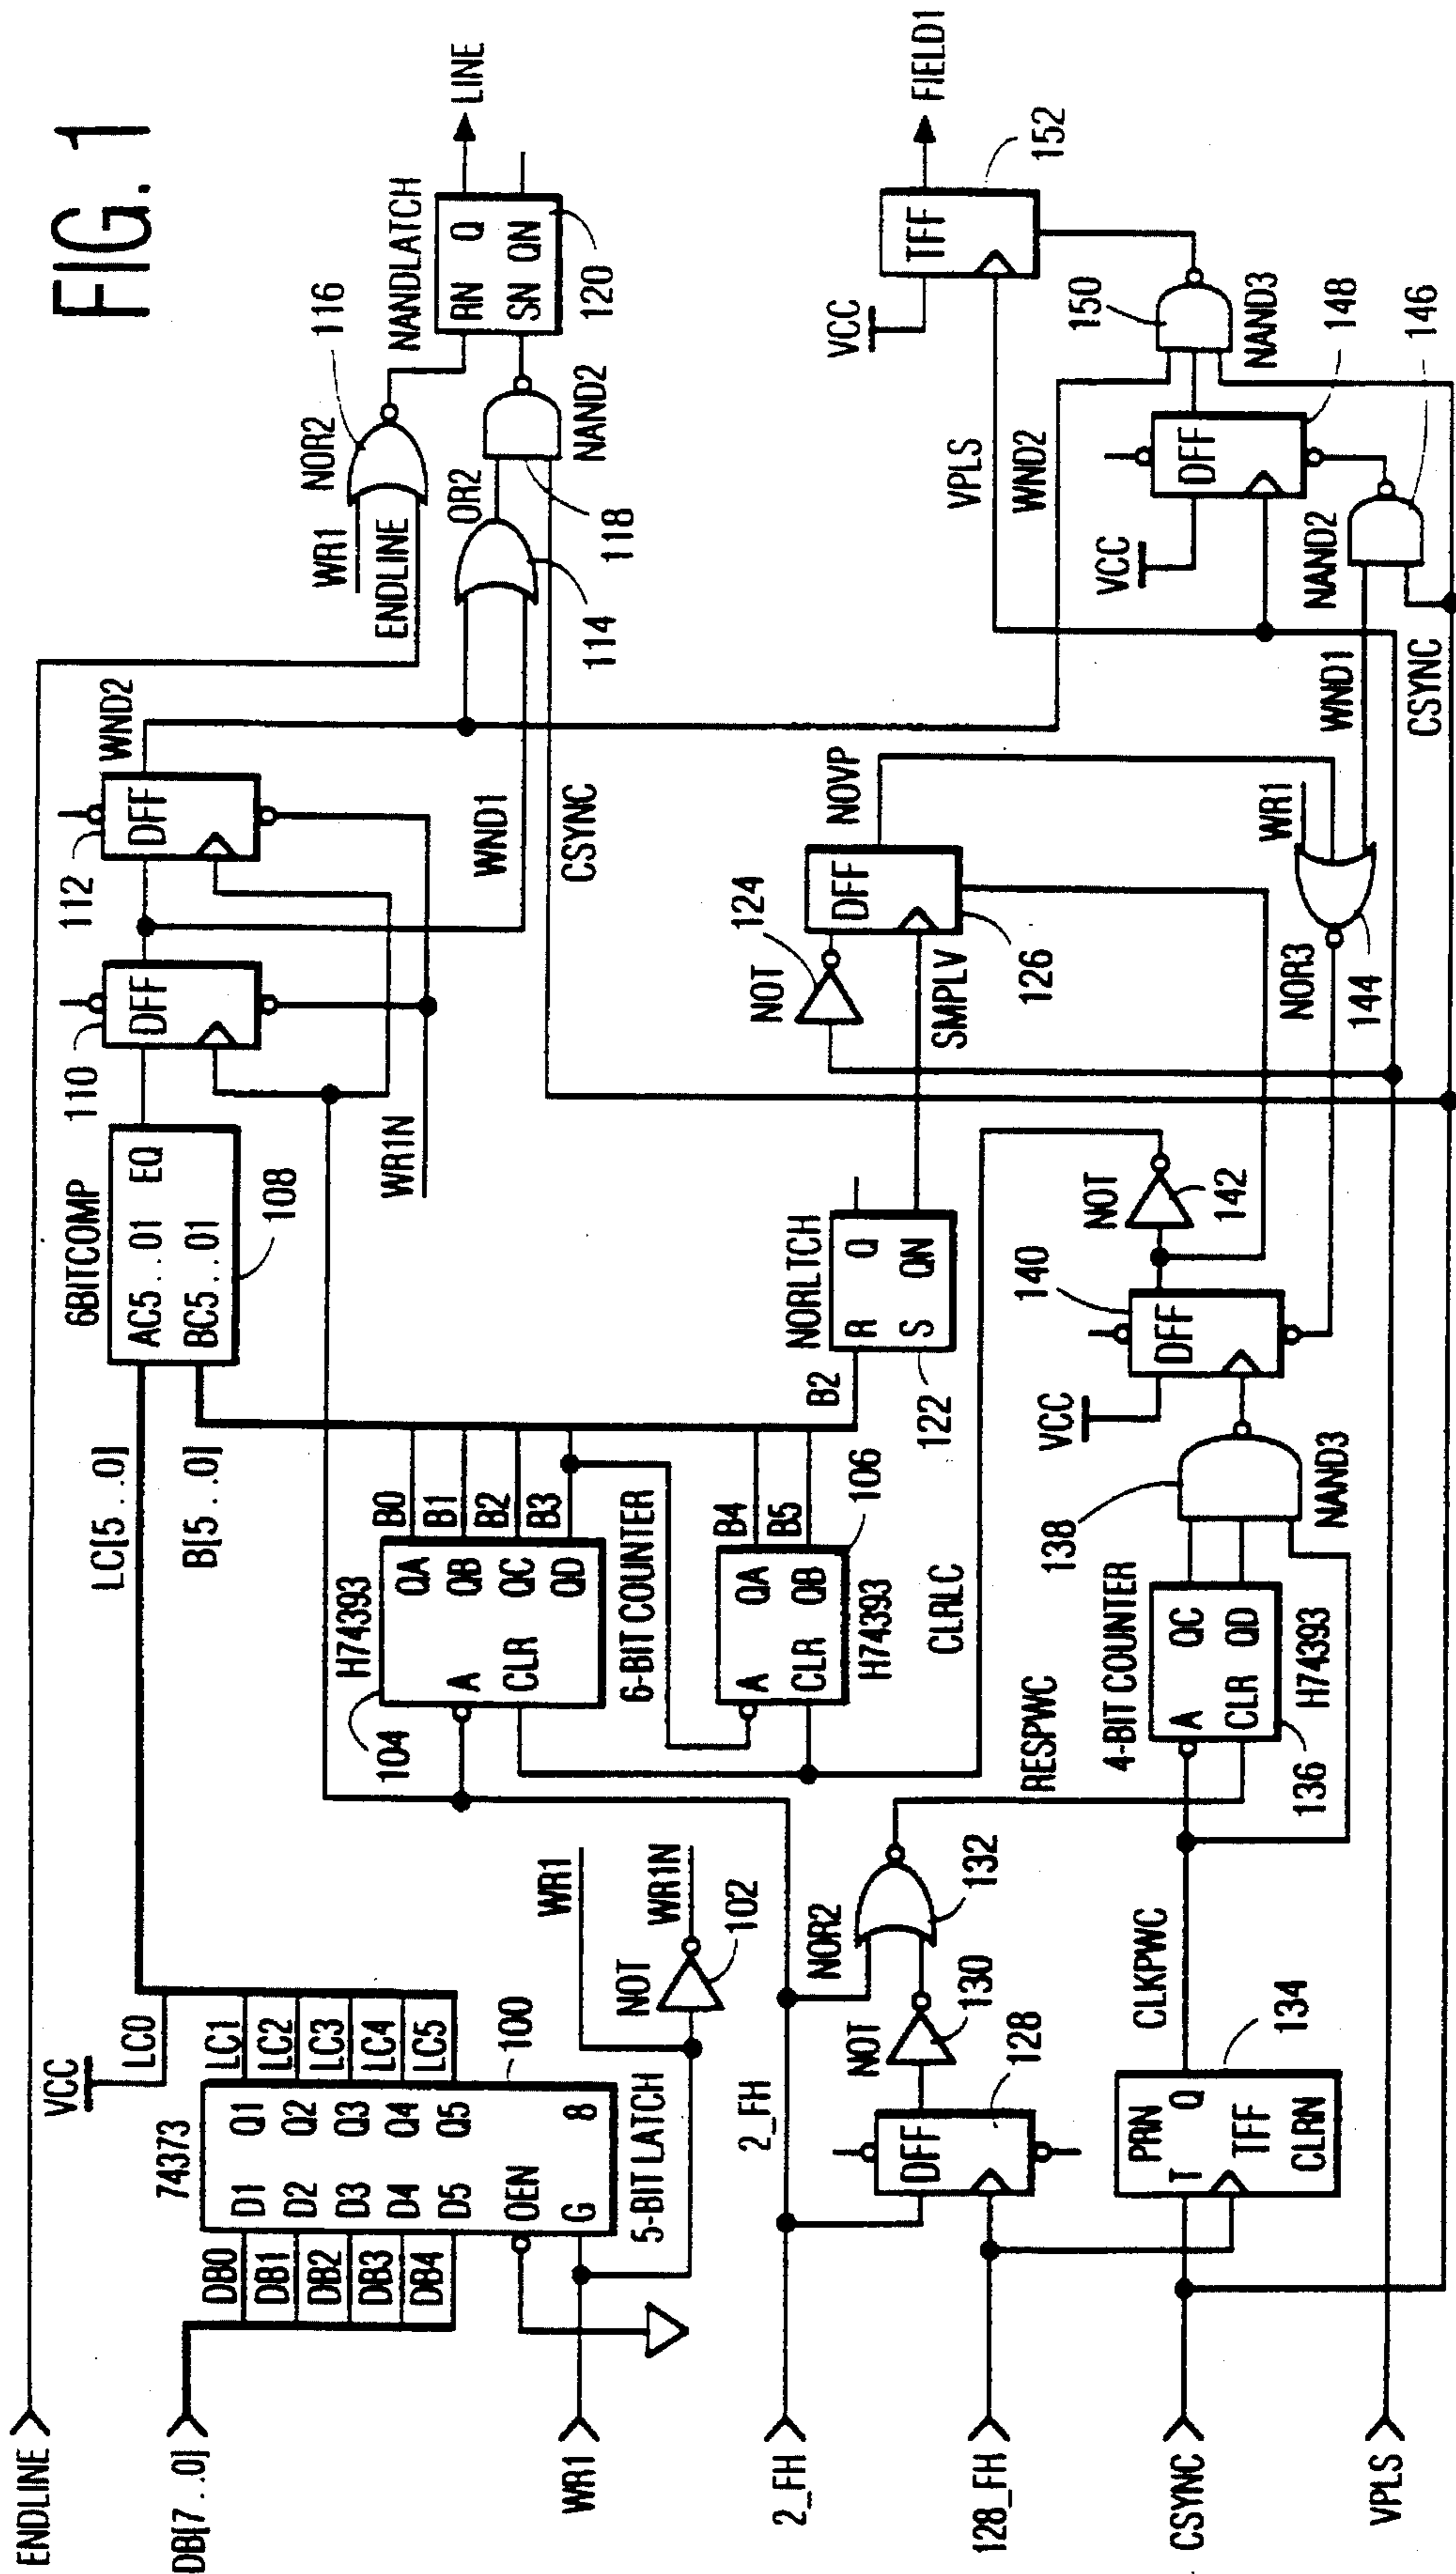 FIG. 1
ENDLINE
DB[7..0]
WR1
2_FH
128_FH
CSYNC
VPLS
DB0
DB1
DB2
DB3
DB4
74373
D1 Q1
D2 Q2
D3 Q3
D4 Q4
D5 Q5
OEN
G 8
5-BIT LATCH
100
VCC
LC0
LC1
LC2
LC3
LC4
LC5
WR1
WR1N
NOT
102
LC[5..0]
B[5..0]
H74393
A
CLR
QA
QB
QC
QD
104
B0
B1
B2
B3
6-BIT COUNTER
A QA
CLR QB
H74393
106
B4
B5
6BITCOMP
AC5..01 EQ
BC5..01
108
110
DFF
112
DFF
WND2
WR1N
WND1
CSYNC
WR1
ENDLINE
NOR2
116
OR2
114
118
NAND2
NANDLATCH
RN Q
SN QN
120
LINE
2_FH
DFF
128
NOT
130
NOR2
132
RESPWC
PRN
T Q
TFF
CLRN
134
CLKPWC
4-BIT COUNTER
A QC
CLR QD
H74393
136
138
NAND3
VCC
DFF
140
NOT
142
CLRLC
B2
NORLTCH
R Q
S QN
122
SMPLV
NOT
124
DFF
126
NOVP
WR1
NOR3
144
WND1
CSYNC
NAND2
146
VCC
DFF
148
VPLS
WND2
150
NAND3
VCC
TFF
152
FIELD1